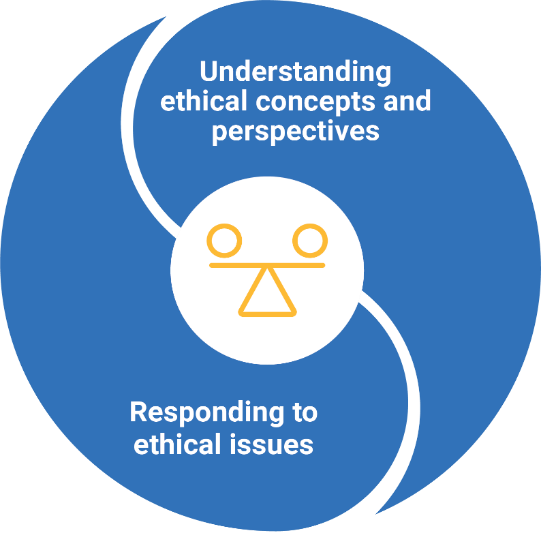 Understanding
ethical concepts and
perspectives
Responding to
ethical issues